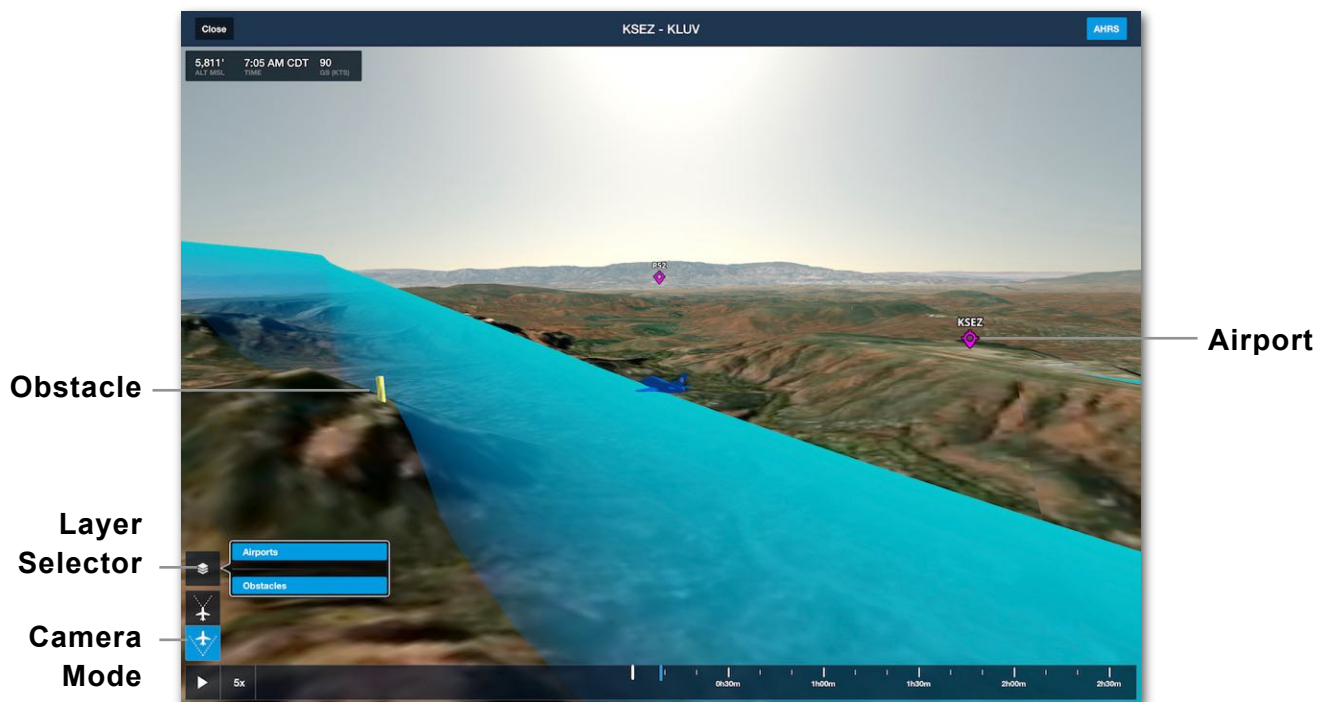 Close
KSEZ - KLUV
AHRS
5,811' 7:05 AM CDT 90
ALT MSL TIME GS (KTS)
P52
KSEZ
Airport
Obstacle
Layer
Selector
Airports
Obstacles
Camera
Mode
5x
0h30m 1h00m 1h30m 2h00m 2h30m